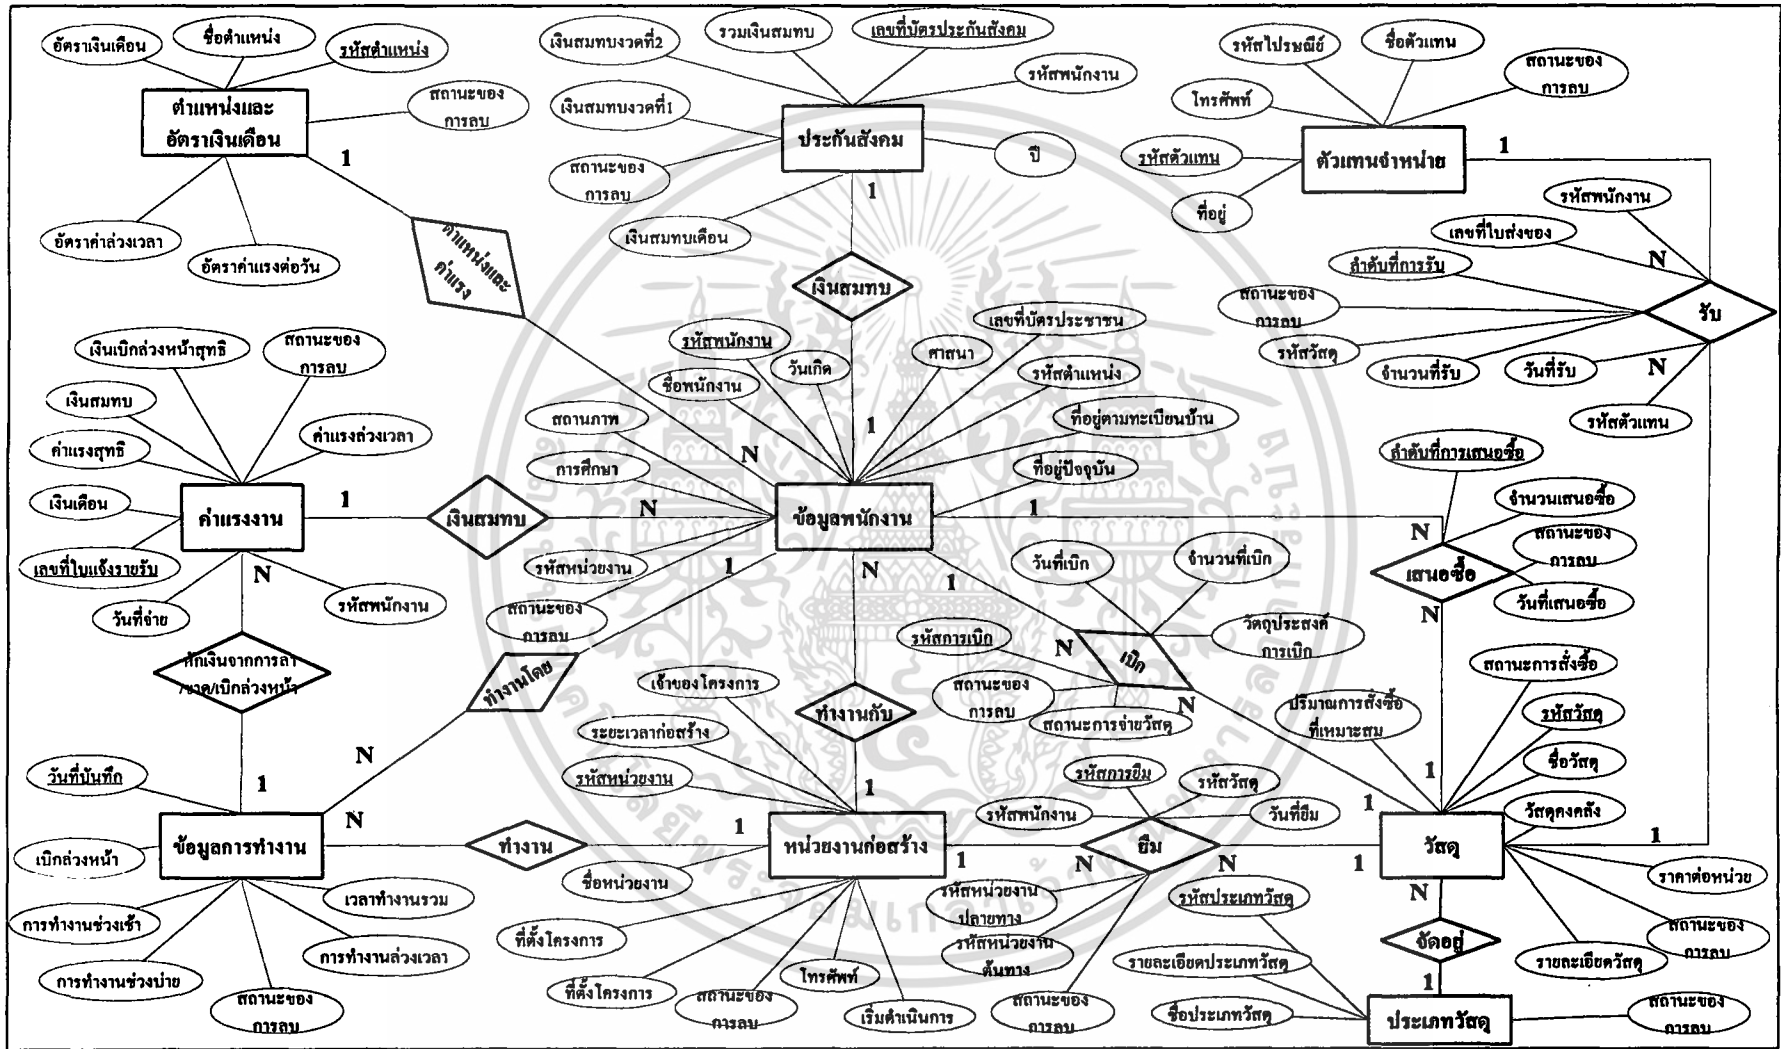 อัตราเงินเดือน
ชื่อตำแหน่ง
รหัสตำแหน่ง
ตำแหน่งและ
อัตราเงินเดือน
สถานะของ
การลบ
1
อัตราค่าล่วงเวลา
อัตราค่าแรงต่อวัน
ตำแหน่งและ
ค่าแรง
N
เงินสมทบงวดที่2
รวมเงินสมทบ
เลขที่บัตรประกันสังคม
รหัสพนักงาน
เงินสมทบงวดที่1
ประกันสังคม
ปี
สถานะของ
การลบ
เงินสมทบเดือน
1
เงินสมทบ
1
รหัสไปรษณีย์
ชื่อตัวแทน
สถานะของ
การลบ
โทรศัพท์
รหัสตัวแทน
ตัวแทนจำหน่าย
1
ที่อยู่
รหัสพนักงาน
เลขที่ใบส่งของ
ลำดับที่การรับ
N
สถานะของ
การลบ
รับ
รหัสวัสดุ
จำนวนที่รับ
วันที่รับ
N
รหัสตัวแทน
เงินเบิกล่วงหน้าสุทธิ
สถานะของ
การลบ
เงินสมทบ
ค่าแรงสุทธิ
ค่าแรงล่วงเวลา
เงินเดือน
ค่าแรงงาน
1
เงินสมทบ
N
เลขที่ใบแจ้งรายรับ
วันที่จ่าย
N
รหัสพนักงาน
หักเงินจากการลา
/ขาด/เบิกล่วงหน้า
1
รหัสพนักงาน
วันเกิด
เลขที่บัตรประชาชน
ศาสนา
ชื่อพนักงาน
รหัสตำแหน่ง
สถานภาพ
ที่อยู่ตามทะเบียนบ้าน
การศึกษา
ที่อยู่ปัจจุบัน
ข้อมูลพนักงาน
1
รหัสหน่วยงาน
สถานะของ
การลบ
1
N
1
ทำงานโดย
N
ทำงานกับ
1
ลำดับที่การเสนอซื้อ
จำนวนเสนอซื้อ
N
สถานะของ
การลบ
เสนอซื้อ
วันที่เสนอซื้อ
N
1
วันที่เบิก
จำนวนที่เบิก
รหัสการเบิก
N
เบิก
วัตถุประสงค์
การเบิก
สถานะของ
การลบ
สถานะการจ่ายวัสดุ
N
1
สถานะการสั่งซื้อ
ปริมาณการสั่งซื้อ
ที่เหมาะสม
รหัสวัสดุ
ชื่อวัสดุ
วัสดุคงคลัง
วัสดุ
1
ราคาต่อหน่วย
สถานะของ
การลบ
รายละเอียดวัสดุ
เจ้าของโครงการ
ระยะเวลาก่อสร้าง
รหัสหน่วยงาน
วันที่บันทึก
ข้อมูลการทำงาน
N
ทำงาน
1
หน่วยงานก่อสร้าง
1
เบิกล่วงหน้า
การทำงานช่วงเช้า
เวลาทำงานรวม
การทำงานช่วงบ่าย
การทำงานล่วงเวลา
สถานะของ
การลบ
ชื่อหน่วยงาน
ที่ตั้งโครงการ
ที่ตั้งโครงการ
โทรศัพท์
สถานะของ
การลบ
เริ่มดำเนินการ
รหัสการยืม
รหัสวัสดุ
รหัสพนักงาน
วันที่ยืม
ยืม
N
N
1
รหัสหน่วยงาน
ปลายทาง
รหัสหน่วยงาน
ต้นทาง
สถานะของ
การลบ
N
จัดอยู่
1
รหัสประเภทวัสดุ
รายละเอียดประเภทวัสดุ
ชื่อประเภทวัสดุ
ประเภทวัสดุ
สถานะของ
การลบ